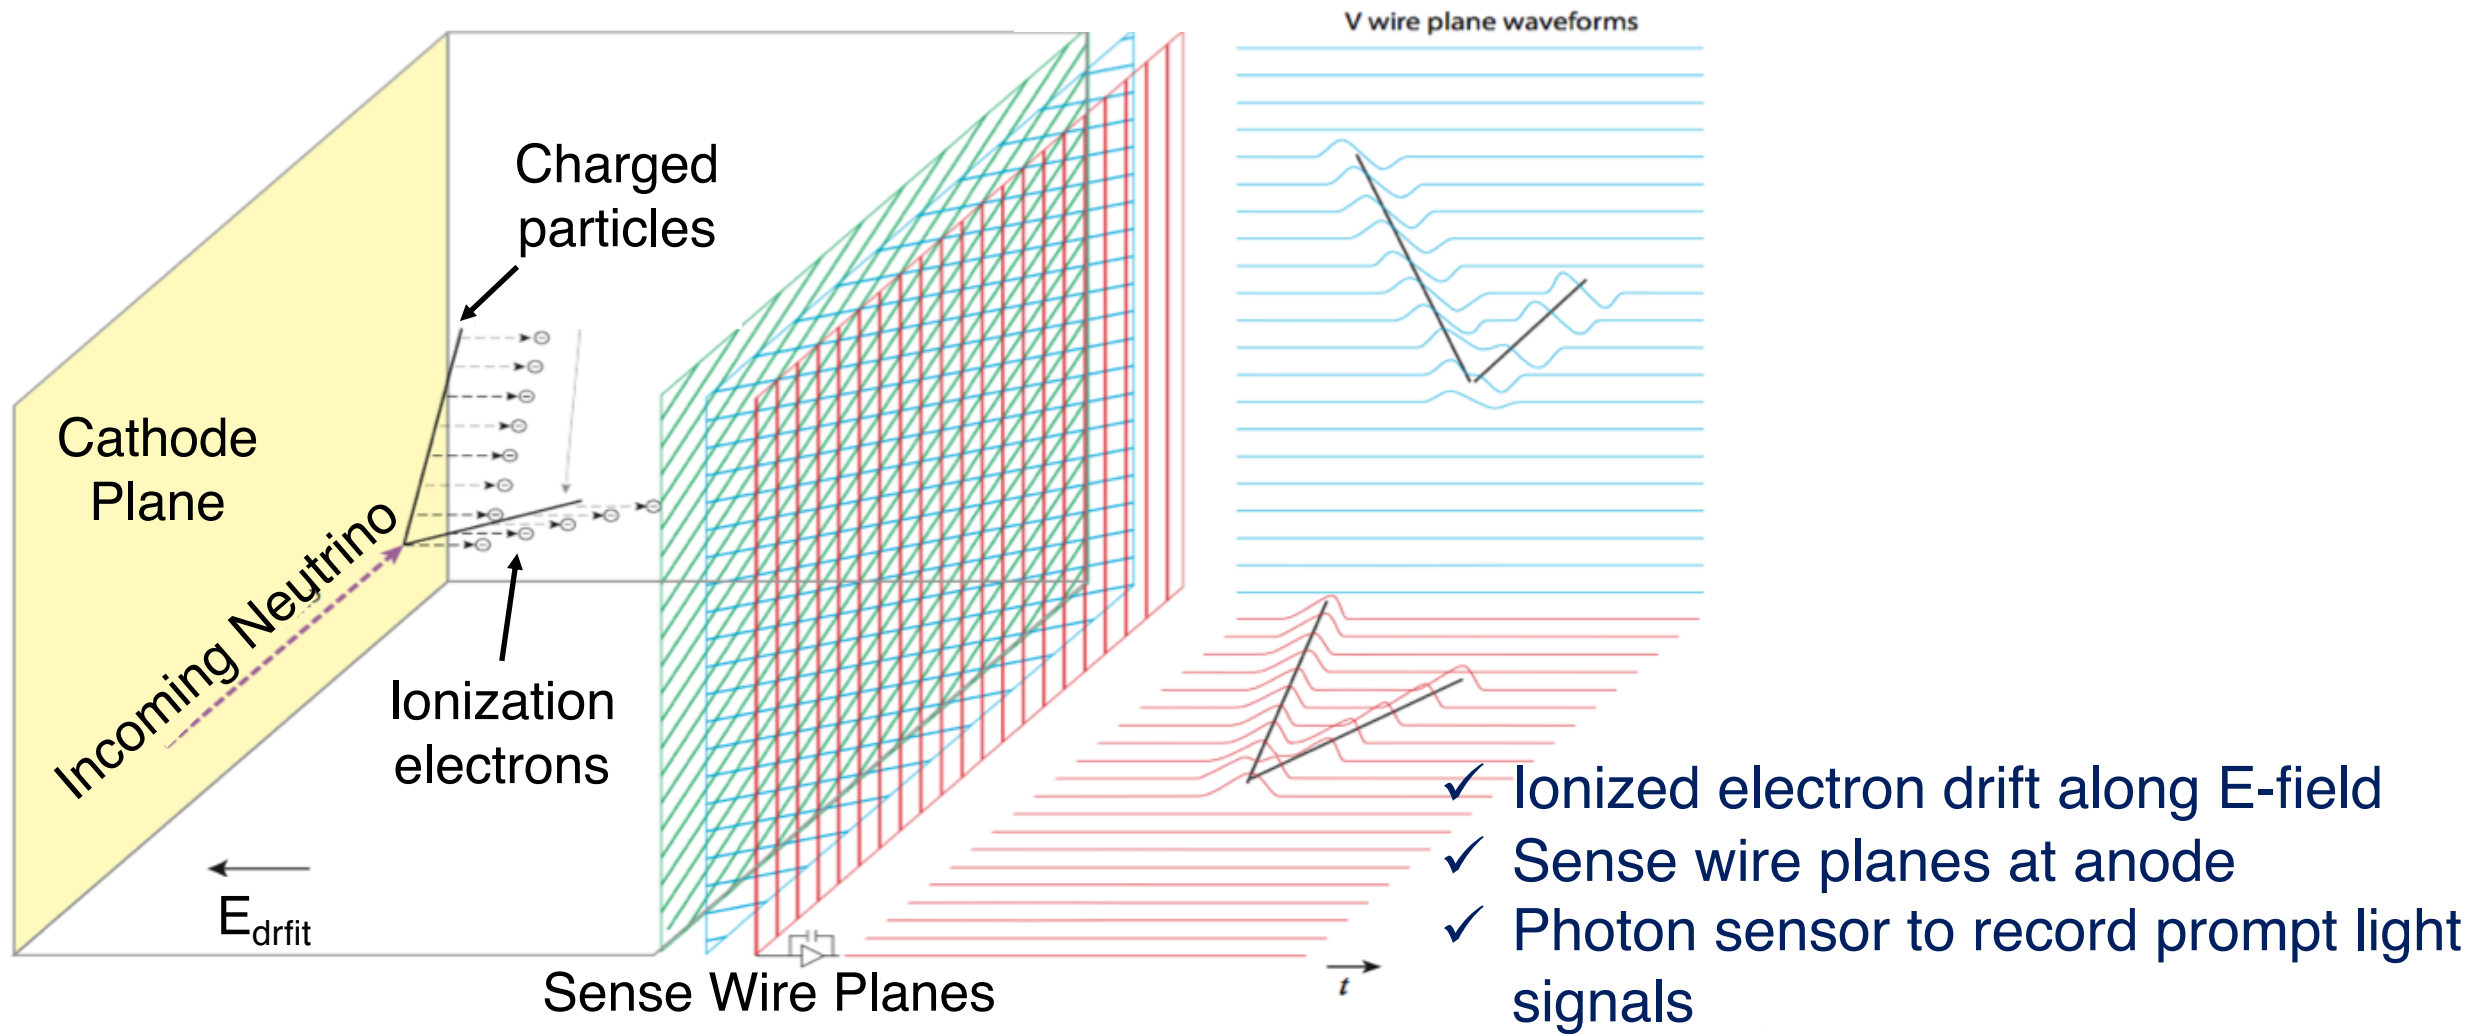 V wire plane waveforms
Charged
particles
Cathode
Plane
Incoming Neutrino
Ionization
electrons
E_drfit
Sense Wire Planes
t
✓ Ionized electron drift along E-field
✓ Sense wire planes at anode
✓ Photon sensor to record prompt light
signals